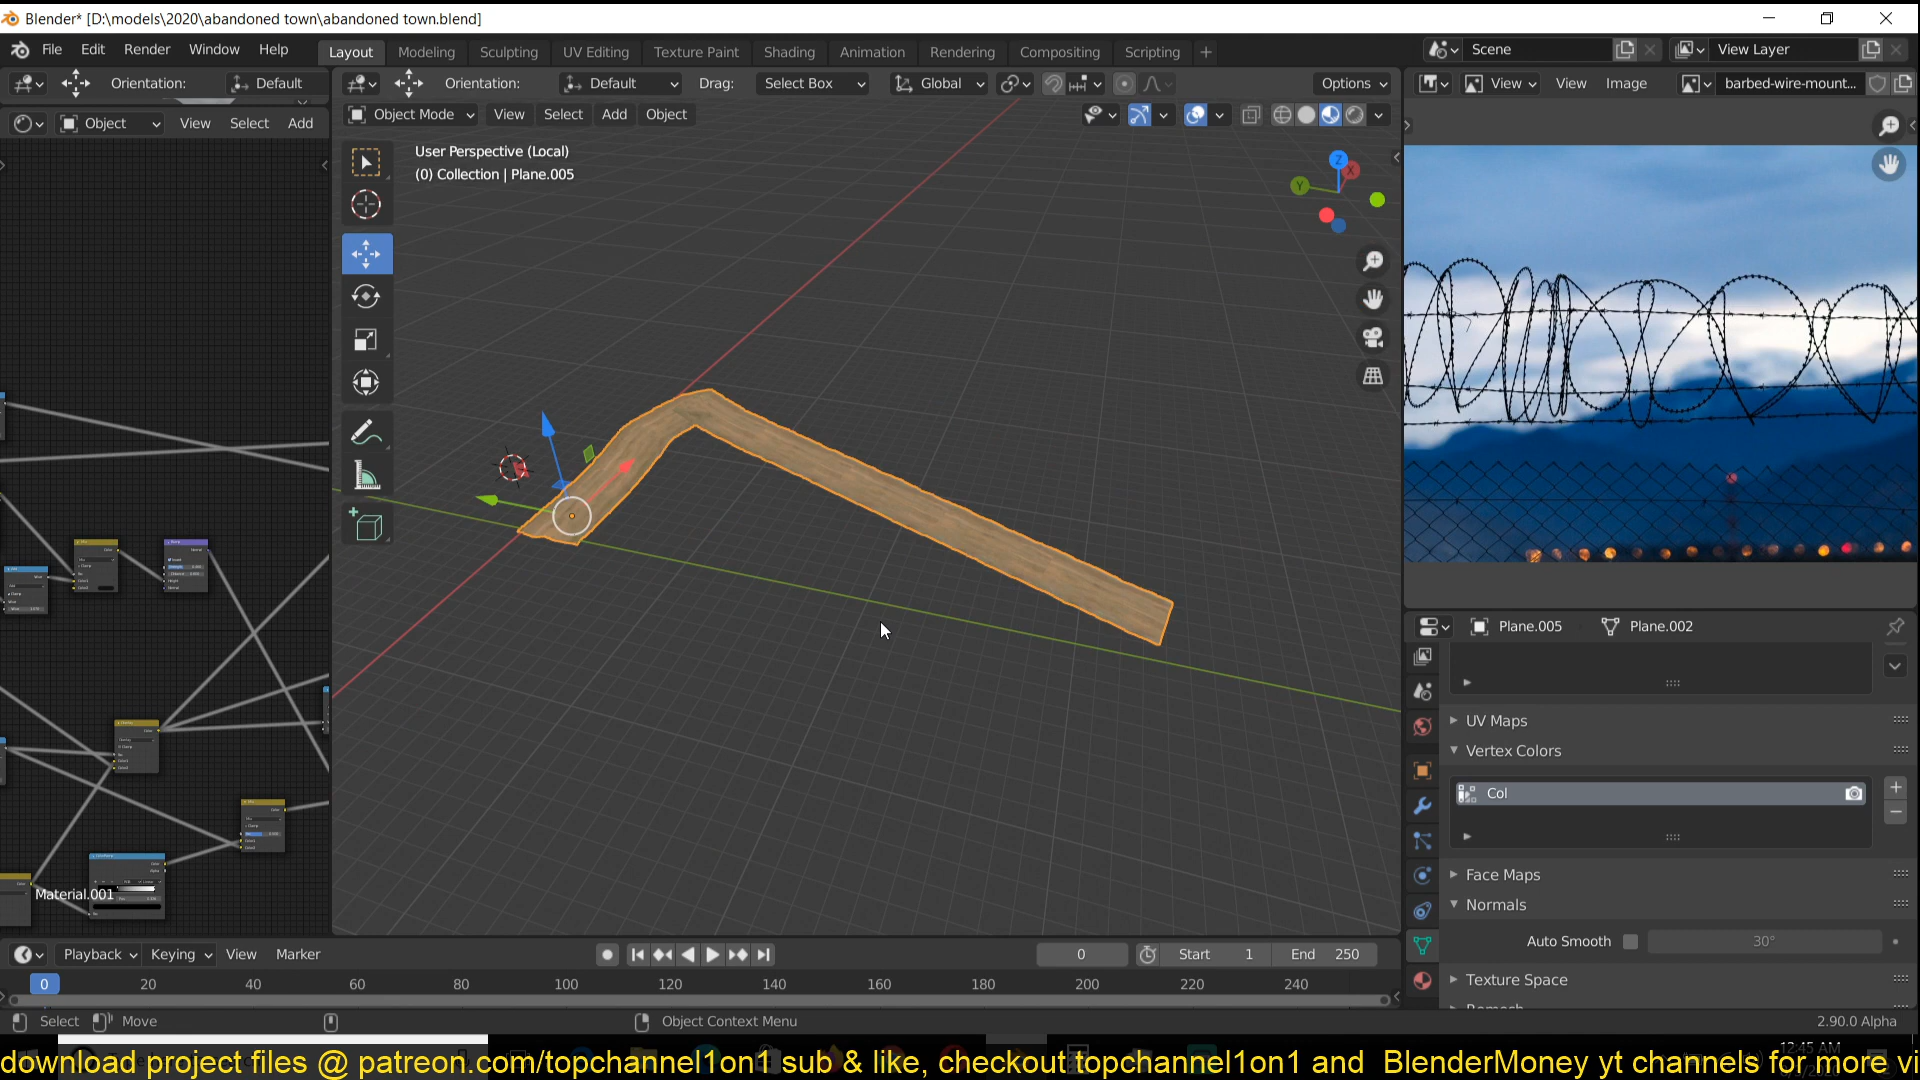 Blender* [D:\models\2020\abandoned town\abandoned town.blend]
File Edit Render Window Help Layout Modeling Sculpting UV Editing Texture Paint Shading Animation Rendering Compositing Scripting + Scene View Layer
Orientation: Default Orientation: Default Drag: Select Box Global Options View View Image barbed-wire-mount...
Object View Select Add Object Mode View Select Add Object
User Perspective (Local)
(0) Collection | Plane.005
Z
X
Y
Plane.005 Plane.002
UV Maps
Vertex Colors
Col
Face Maps
Material.001
Normals
Auto Smooth 30°
Playback Keying View Marker 0 Start 1 End 250
Texture Space
0 20 40 60 80 100 120 140 160 180 200 220 240
Select Move Object Context Menu 2.90.0 Alpha
12:45 AM
download project files @ patreon.com/topchannel1on1 sub & like, checkout topchannel1on1 and BlenderMoney yt channels for more vi